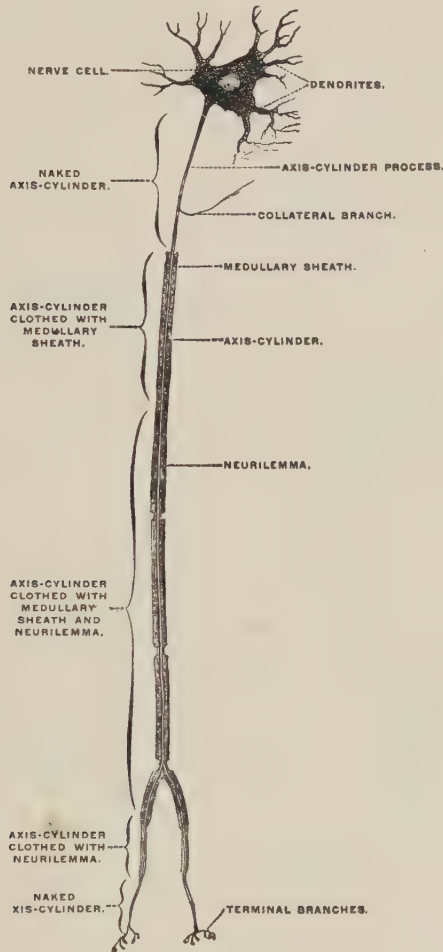 NERVE CELL.
DENDRITES.
NAKED
AXIS-CYLINDER.
AXIS-CYLINDER PROCESS.
COLLATERAL BRANCH.
MEDULLARY SHEATH.
AXIS-CYLINDER
CLOTHED WITH
MEDULLARY
SHEATH.
AXIS-CYLINDER.
NEURILEMMA.
AXIS-CYLINDER
CLOTHED WITH
MEDULLARY
SHEATH AND
NEURILEMMA.
AXIS-CYLINDER
CLOTHED WITH
NEURILEMMA.
NAKED
XIS-CYLINDER.
TERMINAL BRANCHES.